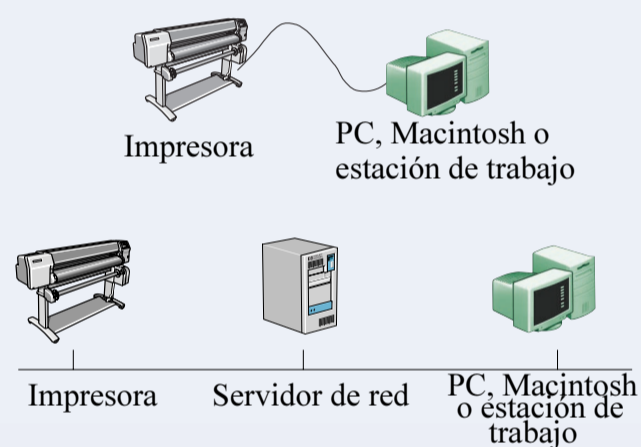 Impresora
PC, Macintosh o
estación de trabajo
Impresora
Servidor de red
PC, Macintosh
o estación de
trabajo